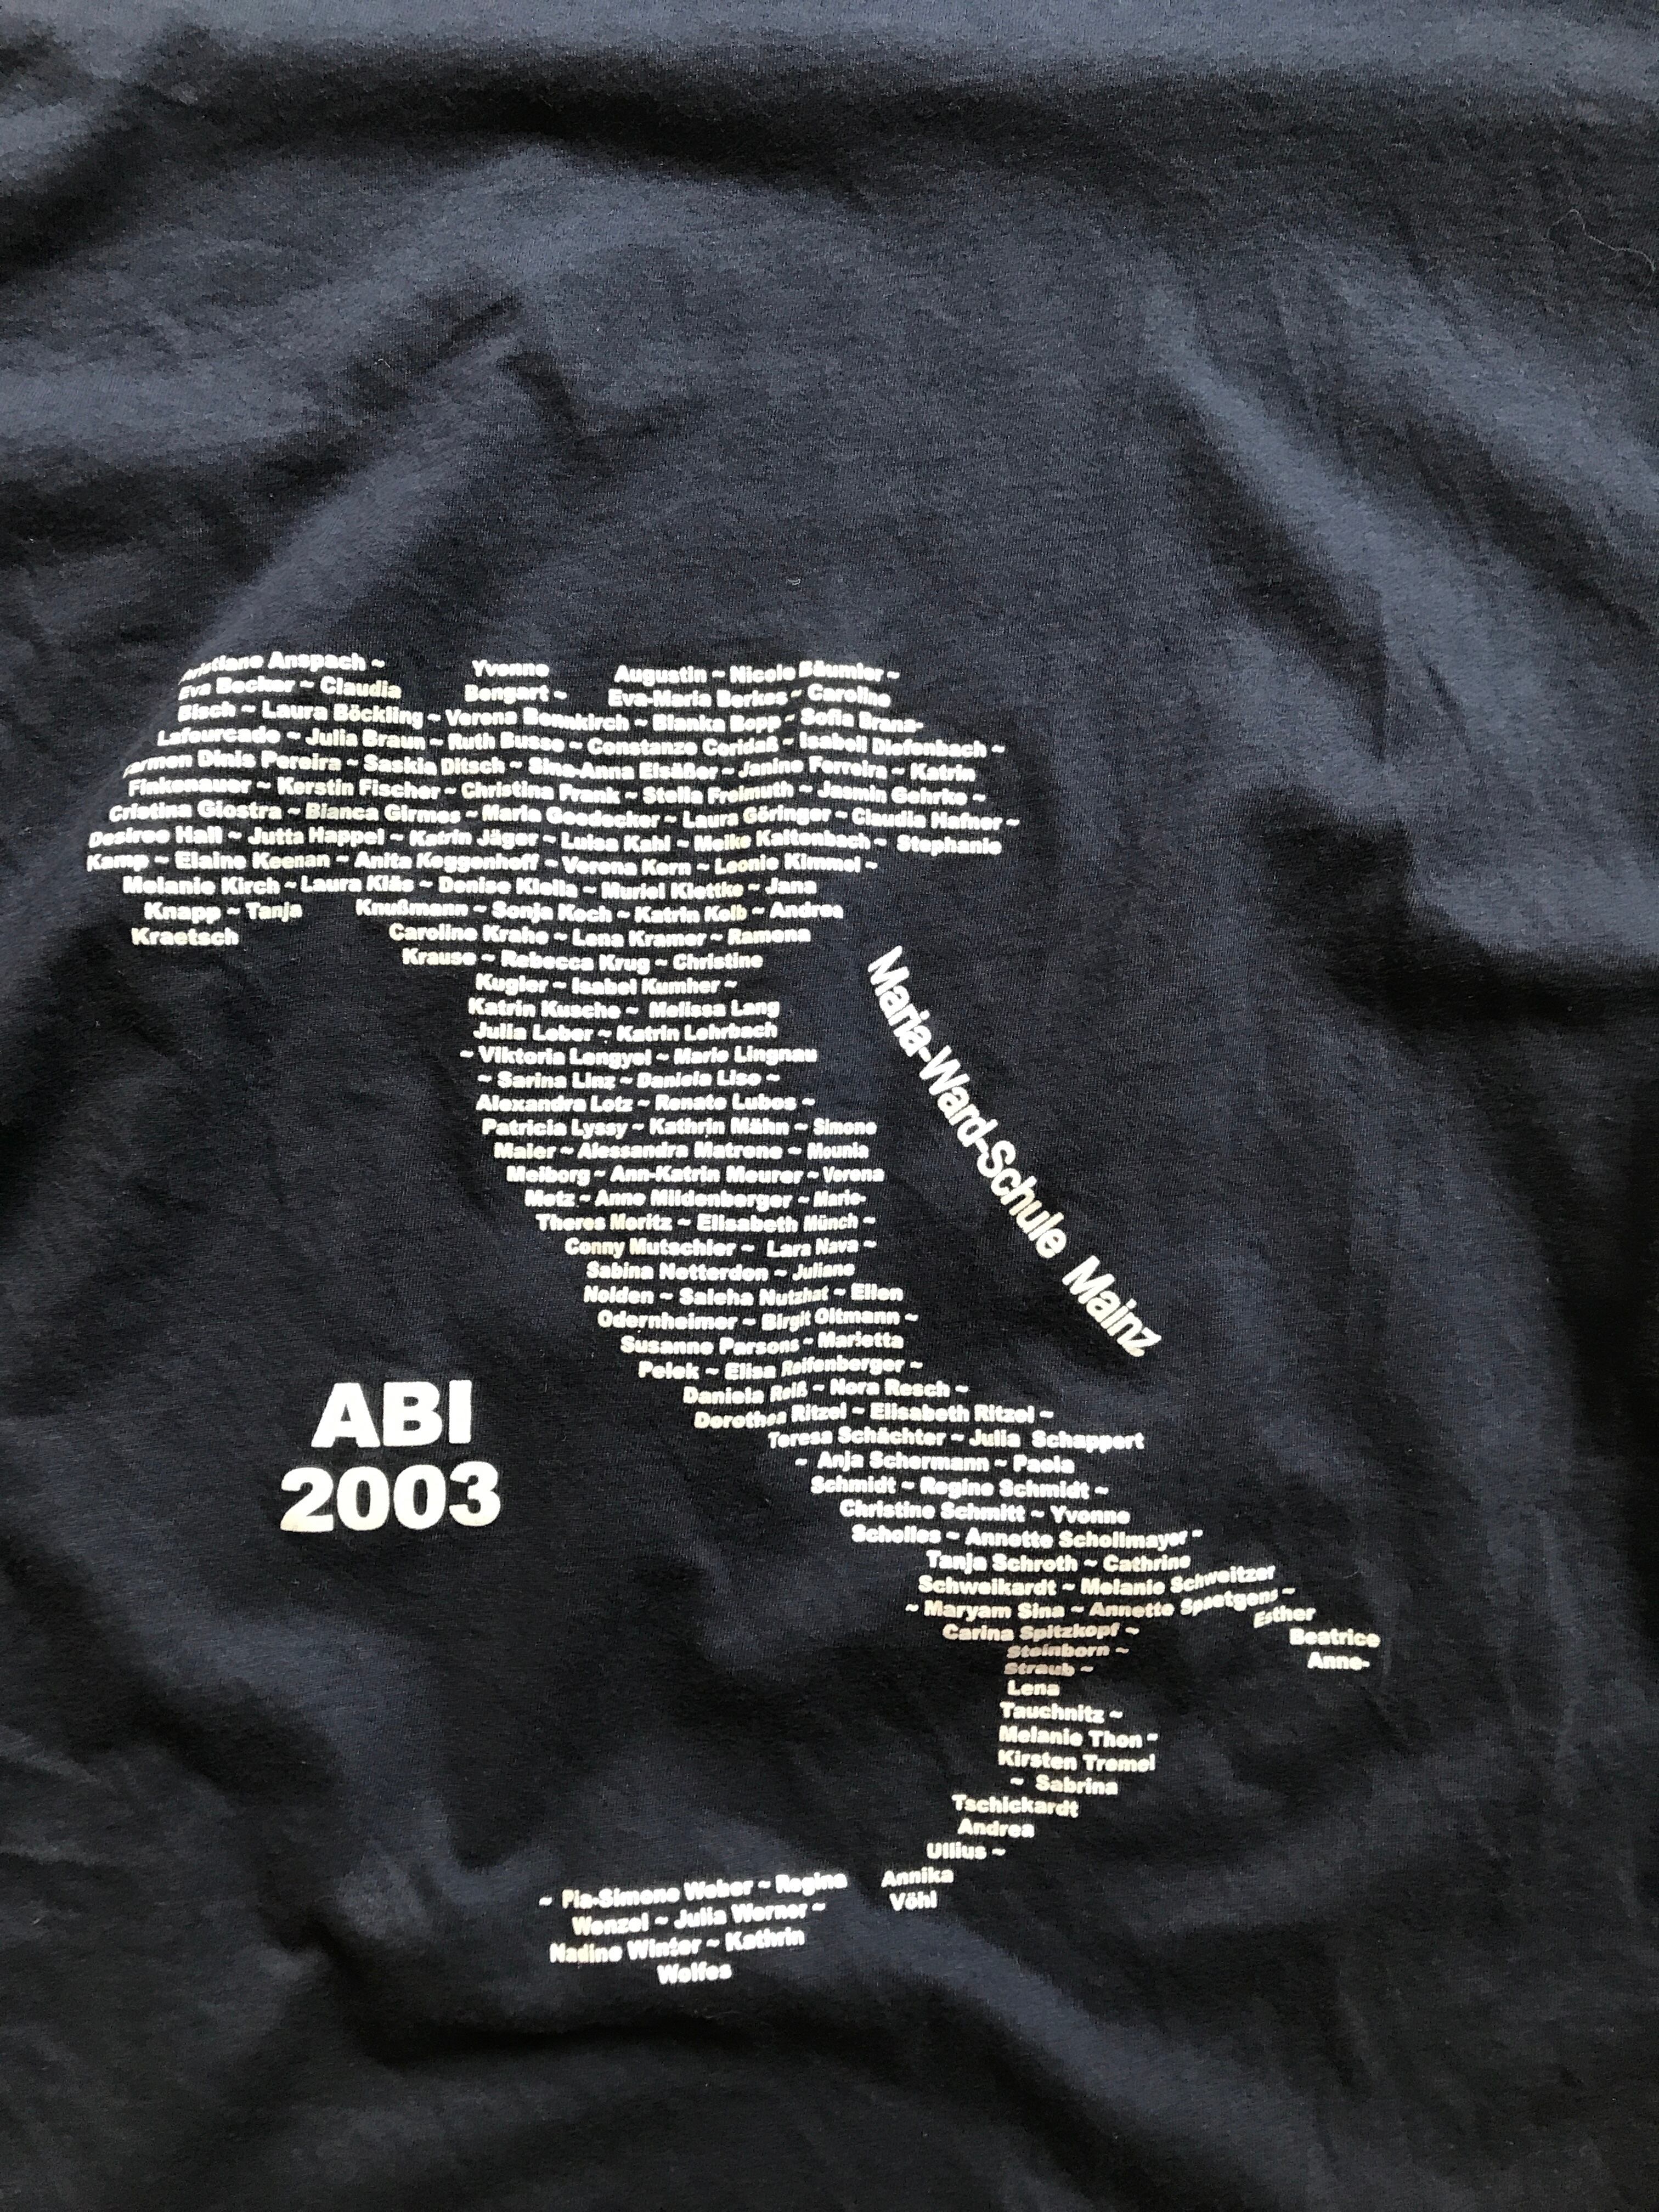 Anspach ~ Yvonne Augustin ~ Nicole Bäumler ~
Eva Becker ~ Claudia Bengart ~ Eva-Maria Berlea ~ Caroline
Bisch ~ Laura Böckling ~ Verena Bonnkirch ~ Blanka Bopp ~ Sofia Brana-
Lafourcade ~ Julia Braun ~ Ruth Busse ~ Constanze Coridaß ~ Isabell Diefenbach ~
Dinis Pereira ~ Saskia Ditsch ~ Sina-Anna Elsäßer ~ Janine Ferreira ~ Katrin
Finkenauer ~ Kerstin Fischer ~ Christina Frank ~ Stella Freimuth ~ Jasmin Gehrke ~
Cristina Giostra ~ Bianca Girmes ~ Maria Goedecker ~ Laura Göringer ~ Claudia Hafner ~
Desiree Hall ~ Jutta Happel ~ Katrin Jäger ~ Luisa Kahl ~ Meike Kaltenbach ~ Stephanie
Kamp ~ Elaine Keenan ~ Anita Keggenhoff ~ Verena Kern ~ Leonie Kimmel ~
Melanie Kirch ~ Laura Kläs ~ Denise Klella ~ Muriel Klettke ~ Jana
Knapp ~ Tanja Knußmann ~ Sonja Koch ~ Katrin Kolb ~ Andrea
Kraetsch Caroline Krahe ~ Lena Kramer ~ Ramona
Krause ~ Rebecca Krug ~ Christine
Kugler ~ Isabel Kumher ~
Katrin Kusche ~ Melissa Lang
Julia Leber ~ Katrin Lehrbach
~ Viktoria Lengyel ~ Marie Lingnau
~ Sarina Linz ~ Daniela Liso ~
Alexandra Lotz ~ Renate Lubos ~
Patricia Lyssy ~ Kathrin Mähn ~ Simone
Maier ~ Alessandra Matrone ~ Mounia
Meiborg ~ Ann-Katrin Meurer ~ Verena
Metz ~ Anne Mildenberger ~ Marie-
Theres Moritz ~ Elisabeth Münch ~
Conny Mutschler ~ Lara Nava ~
Sabina Netterdon ~ Juliane
Nolden ~ Saleha Nuzhat ~ Ellen
Odernheimer ~ Birgit Oltmann ~
Susanne Parsons ~ Marietta
Pelek ~ Elisa Reifenberger ~
Daniela Reiß ~ Nora Resch ~
Dorothea Ritzel ~ Elisabeth Ritzel ~
Teresa Schächter ~ Julia Schappert
~ Anja Schermann ~ Paola
Schmidt ~ Regine Schmidt ~
Christine Schmitt ~ Yvonne
Scholles ~ Annette Schollmayer ~
Tanja Schroth ~ Cathrine
Schweikardt ~ Melanie Schweitzer
~ Maryam Sina ~ Annette Spaetgens ~
Carina Spitzkopf ~ Esther
Steinborn ~ Beatrice
Straub ~ Anne-
Lena
Tauchnitz ~
Melanie Thon ~
Kirsten Tremel
~ Sabrina
Tschickardt
Andrea
Ullius ~
Annika
Vöhl
~ Pia-Simone Weber ~ Regina
Wenzel ~ Julia Werner ~
Nadine Winter ~ Kathrin
Wolfes
Maria-Ward-Schule Mainz
ABI
2003